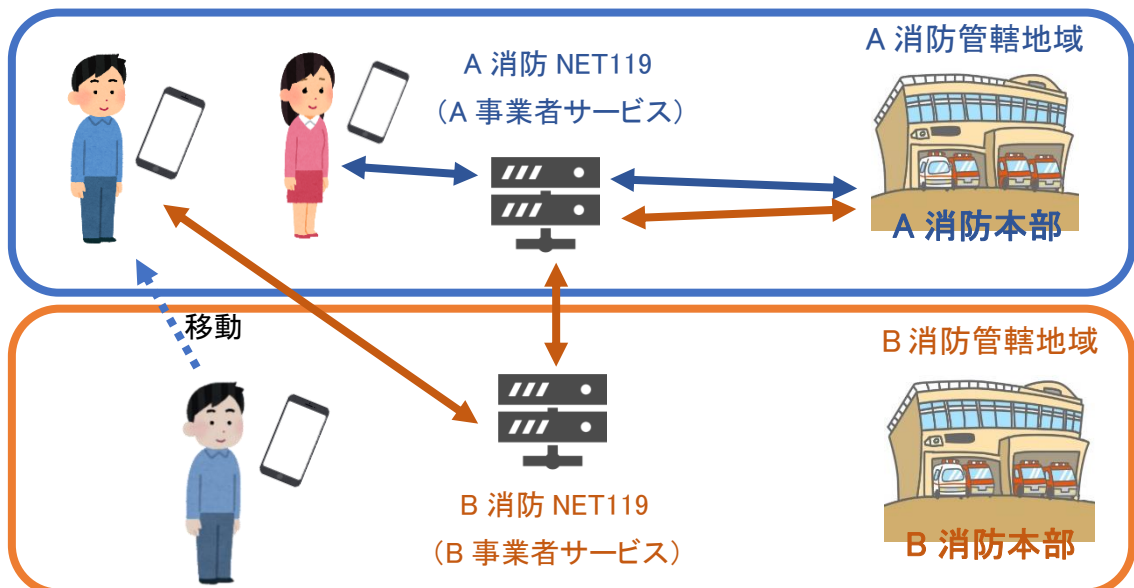 A 消防 NET119
（A 事業者サービス）
A 消防管轄地域
A 消防本部
移動
B 消防管轄地域
B 消防 NET119
（B 事業者サービス）
B 消防本部